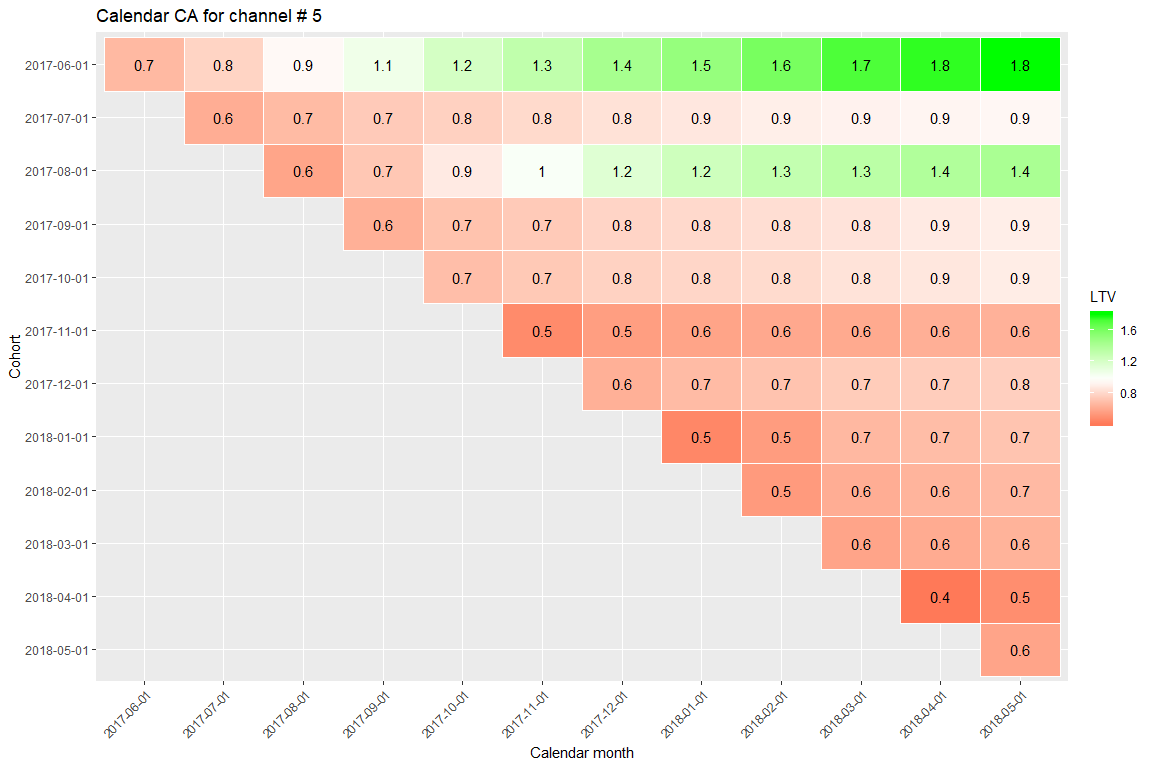 Calendar CA for channel # 5
2017-06-01 0.7 0.8 0.9 1.1 1.2 1.3 1.4 1.5 1.6 1.7 1.8 1.8
2017-07-01 0.6 0.7 0.7 0.8 0.8 0.8 0.9 0.9 0.9 0.9 0.9
2017-08-01 0.6 0.7 0.9 1 1.2 1.2 1.3 1.3 1.4 1.4
2017-09-01 0.6 0.7 0.7 0.8 0.8 0.8 0.8 0.9 0.9
2017-10-01 0.7 0.7 0.8 0.8 0.8 0.8 0.9 0.9
2017-11-01 0.5 0.5 0.6 0.6 0.6 0.6 0.6
2017-12-01 0.6 0.7 0.7 0.7 0.7 0.8
2018-01-01 0.5 0.5 0.7 0.7 0.7
2018-02-01 0.5 0.6 0.6 0.7
2018-03-01 0.6 0.6 0.6
2018-04-01 0.4 0.5
2018-05-01 0.6
Cohort
2017-06-01 2017-07-01 2017-08-01 2017-09-01 2017-10-01 2017-11-01 2017-12-01 2018-01-01 2018-02-01 2018-03-01 2018-04-01 2018-05-01
Calendar month
LTV
1.6
1.2
0.8